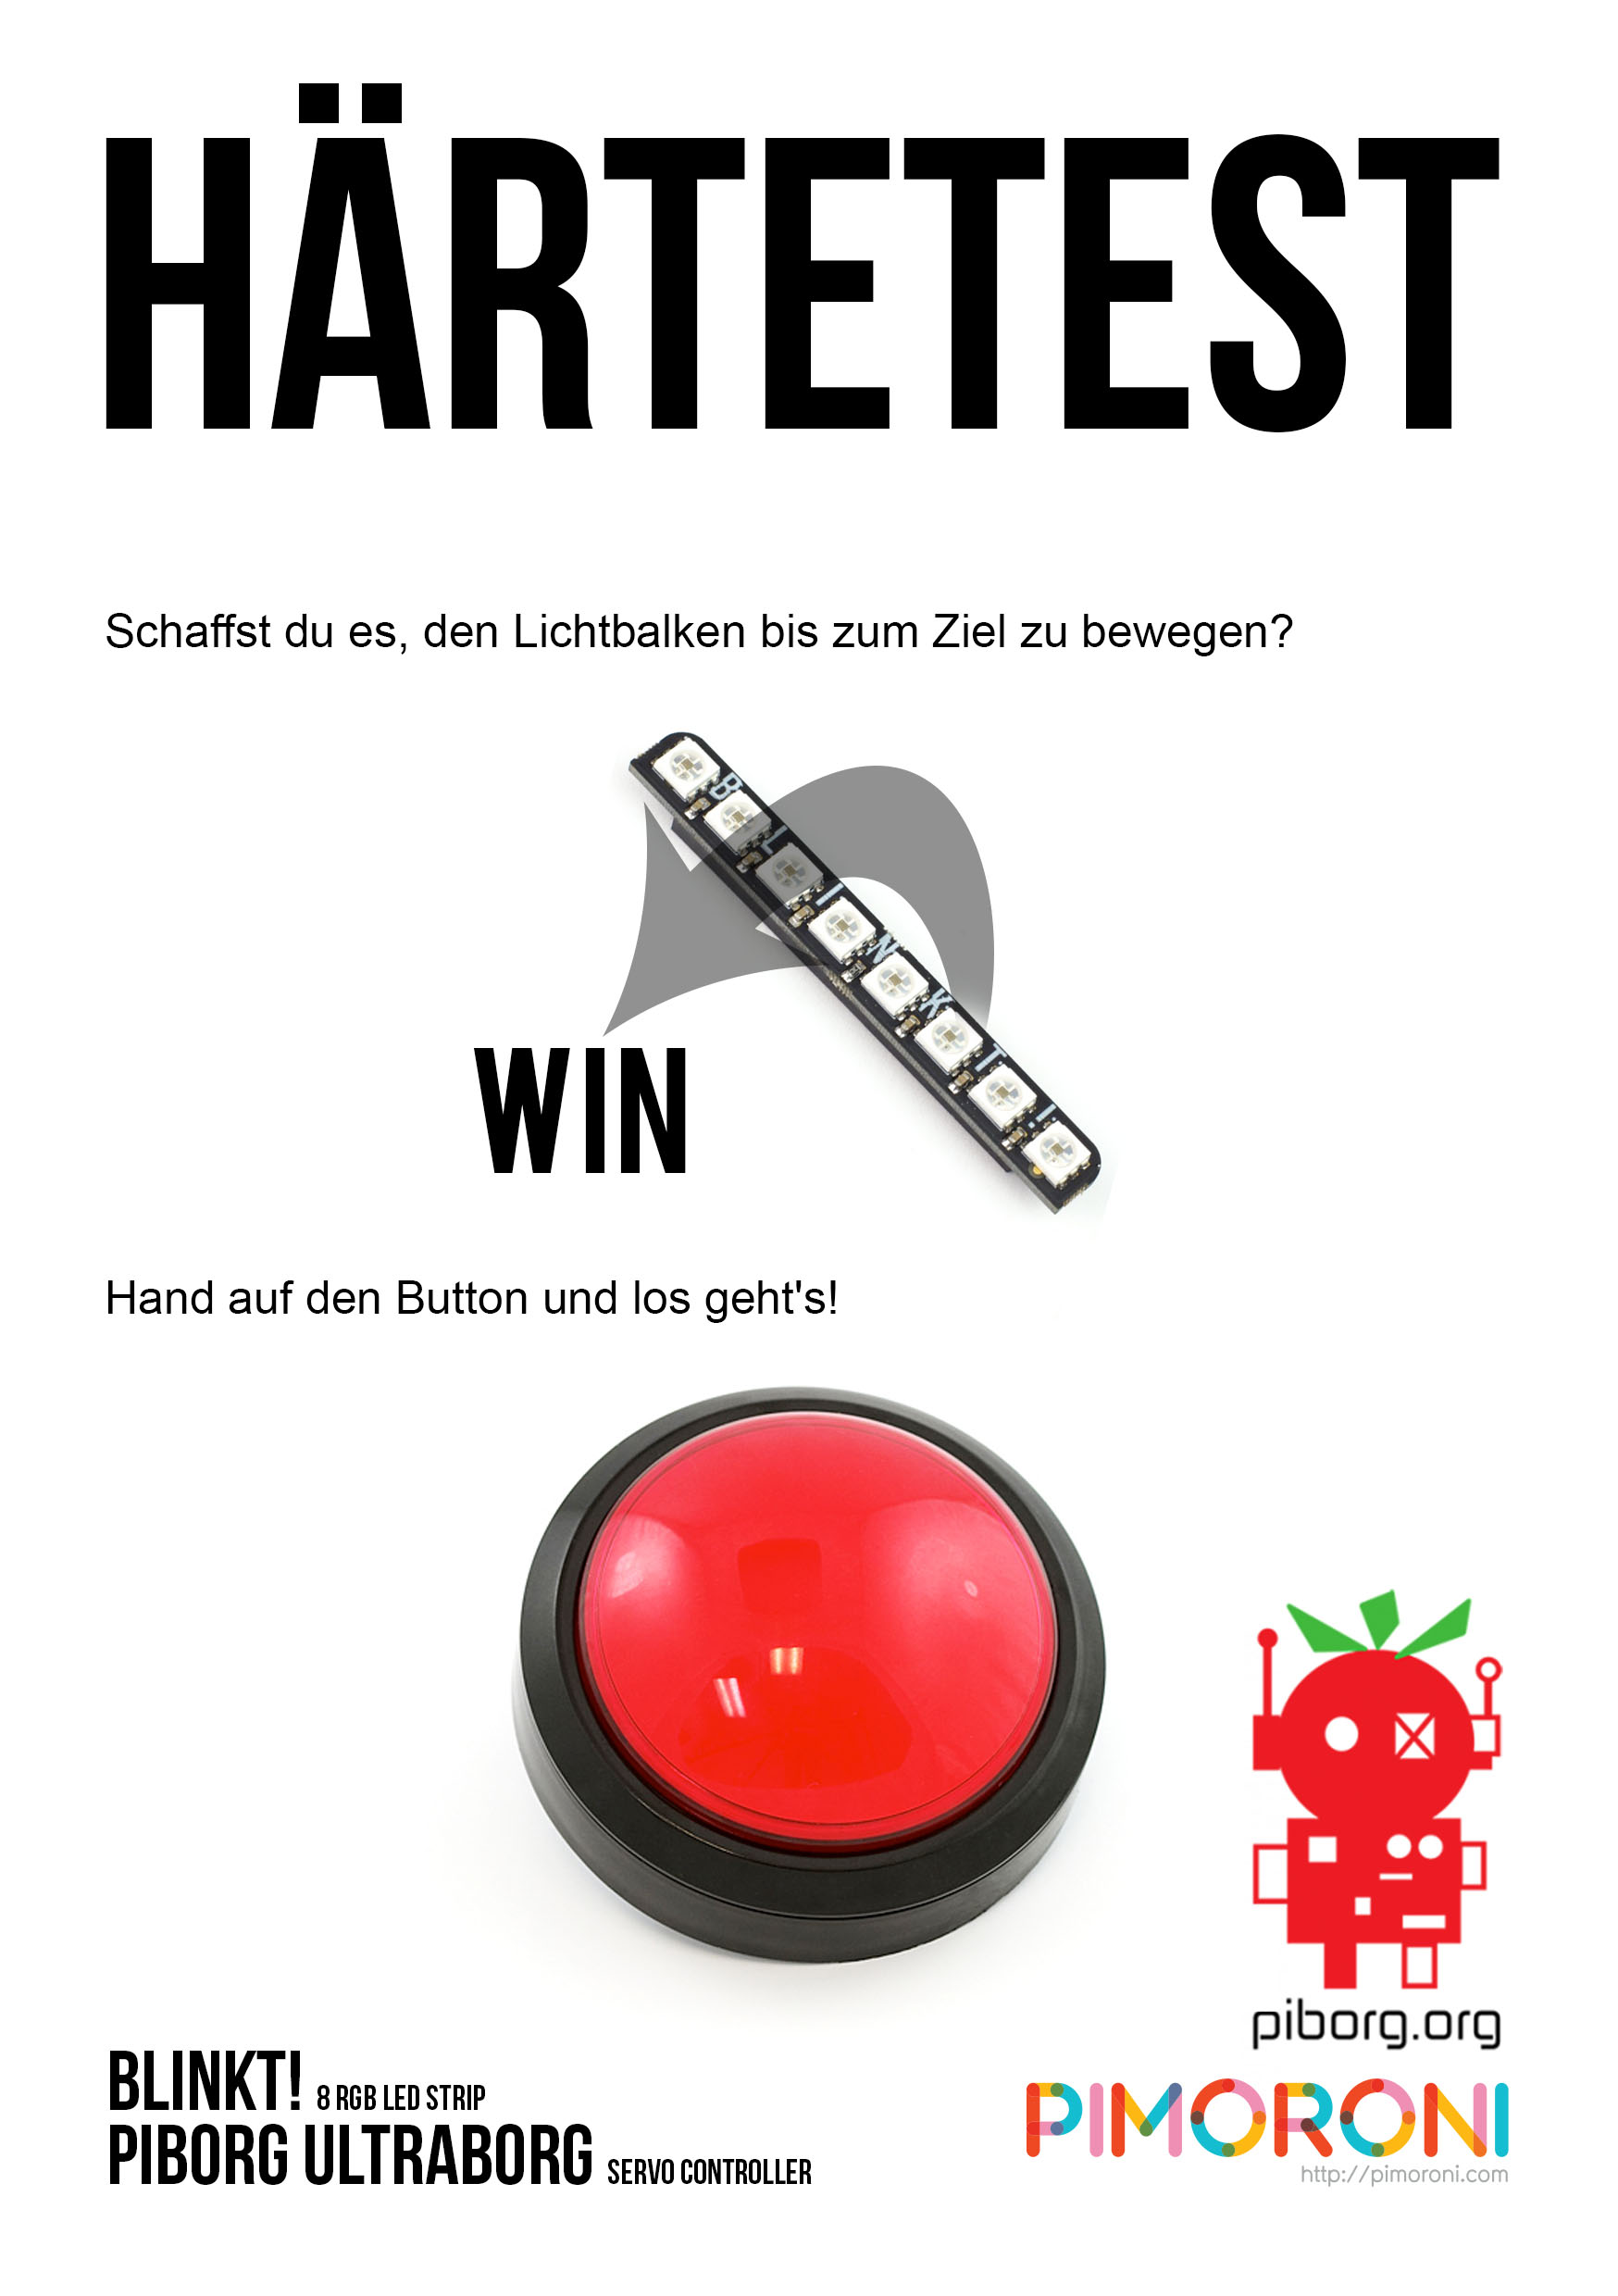 HÄRTETEST
Schaffst du es, den Lichtbalken bis zum Ziel zu bewegen?
BLINKT!
WIN
Hand auf den Button und los geht's!
piborg.org
BLINKT! 8 RGB LED STRIP
PIBORG ULTRABORG SERVO CONTROLLER
PIMORONI
http://pimoroni.com